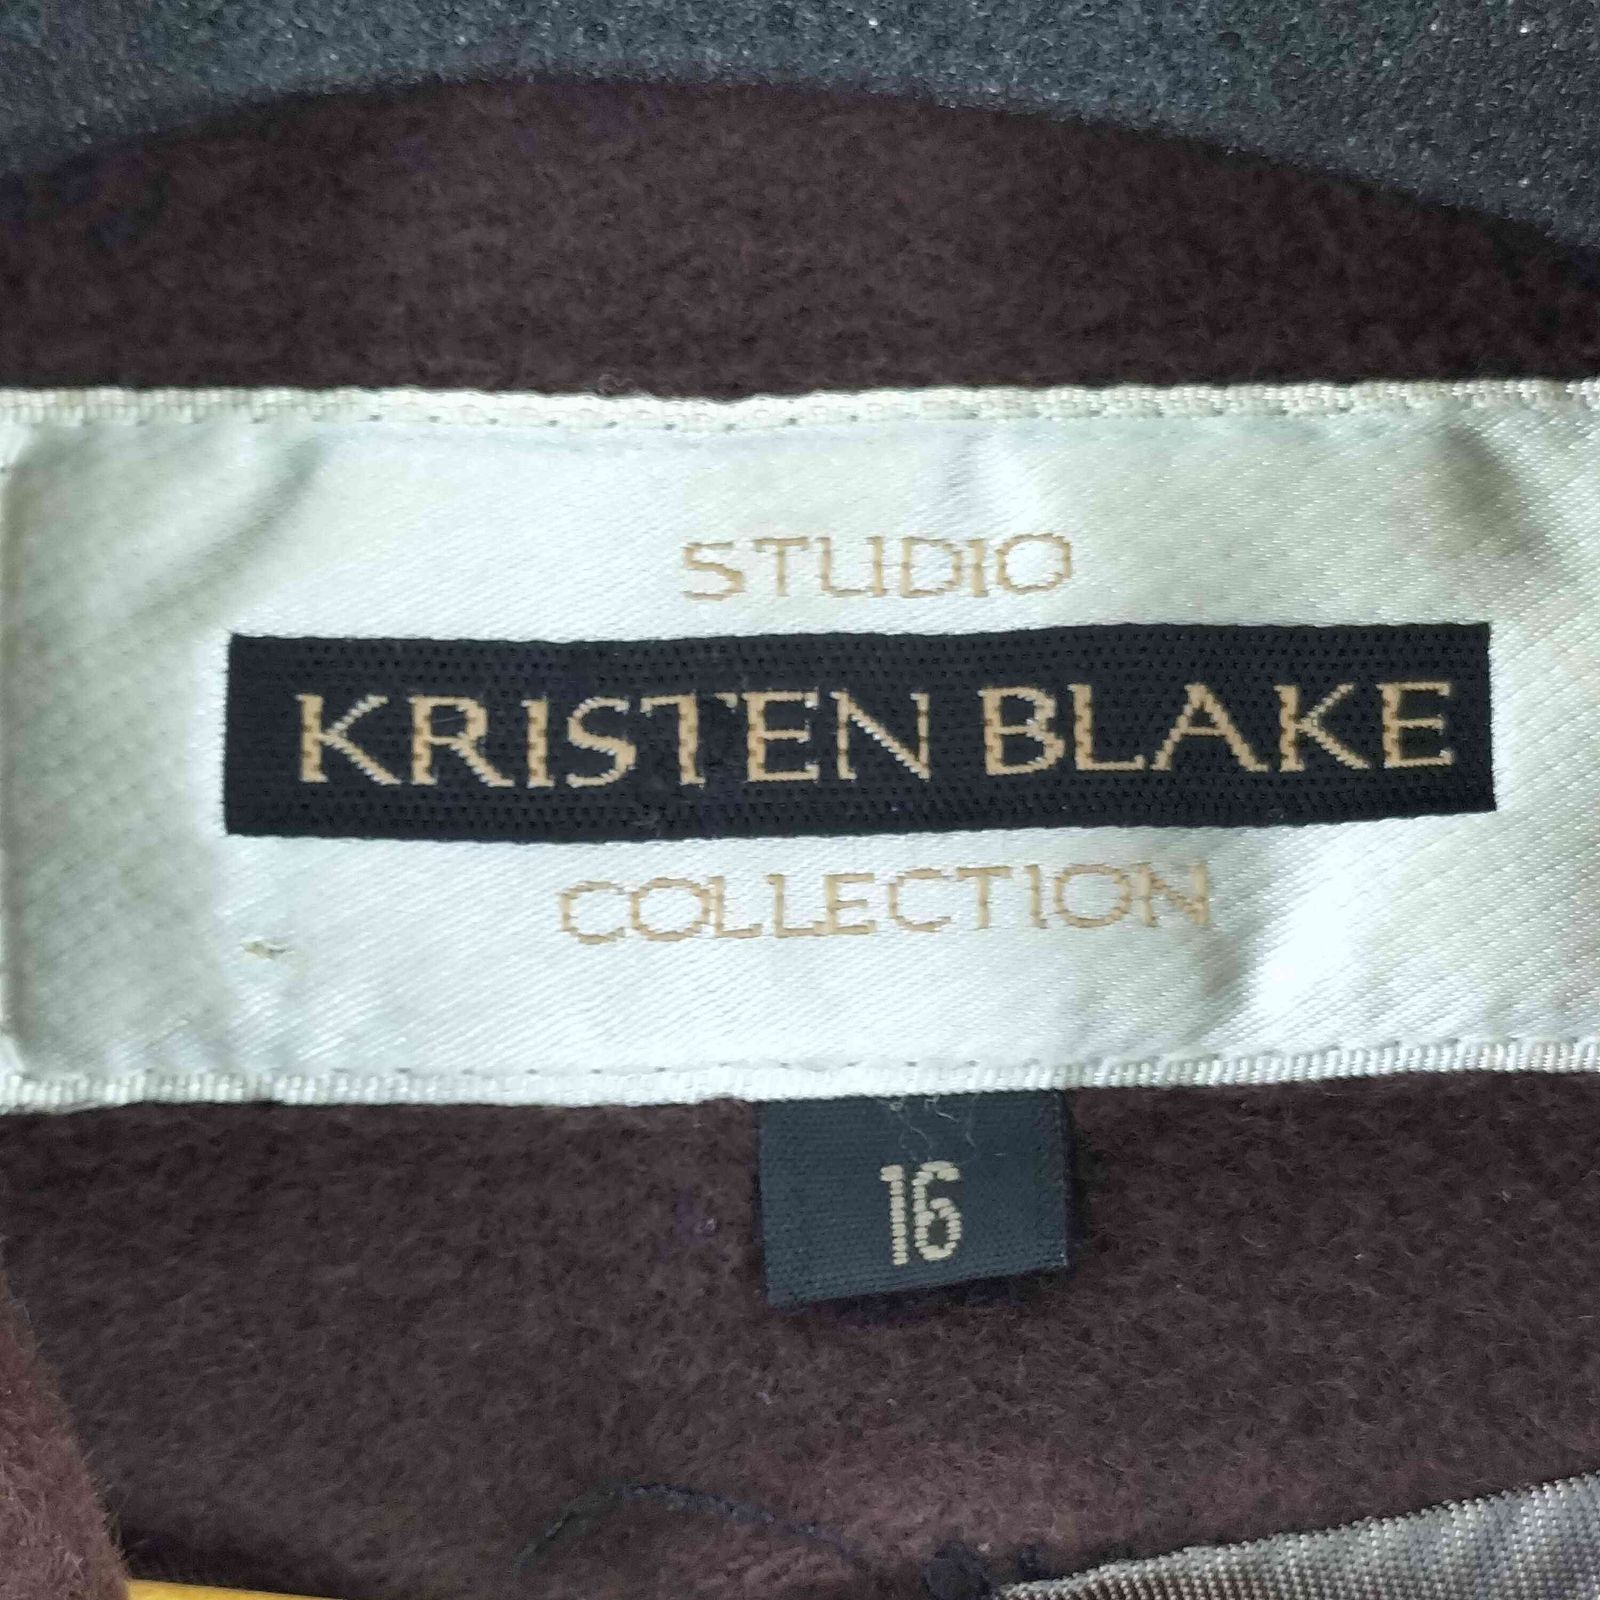 STUDIO
KRISTEN BLAKE
COLLECTION
16